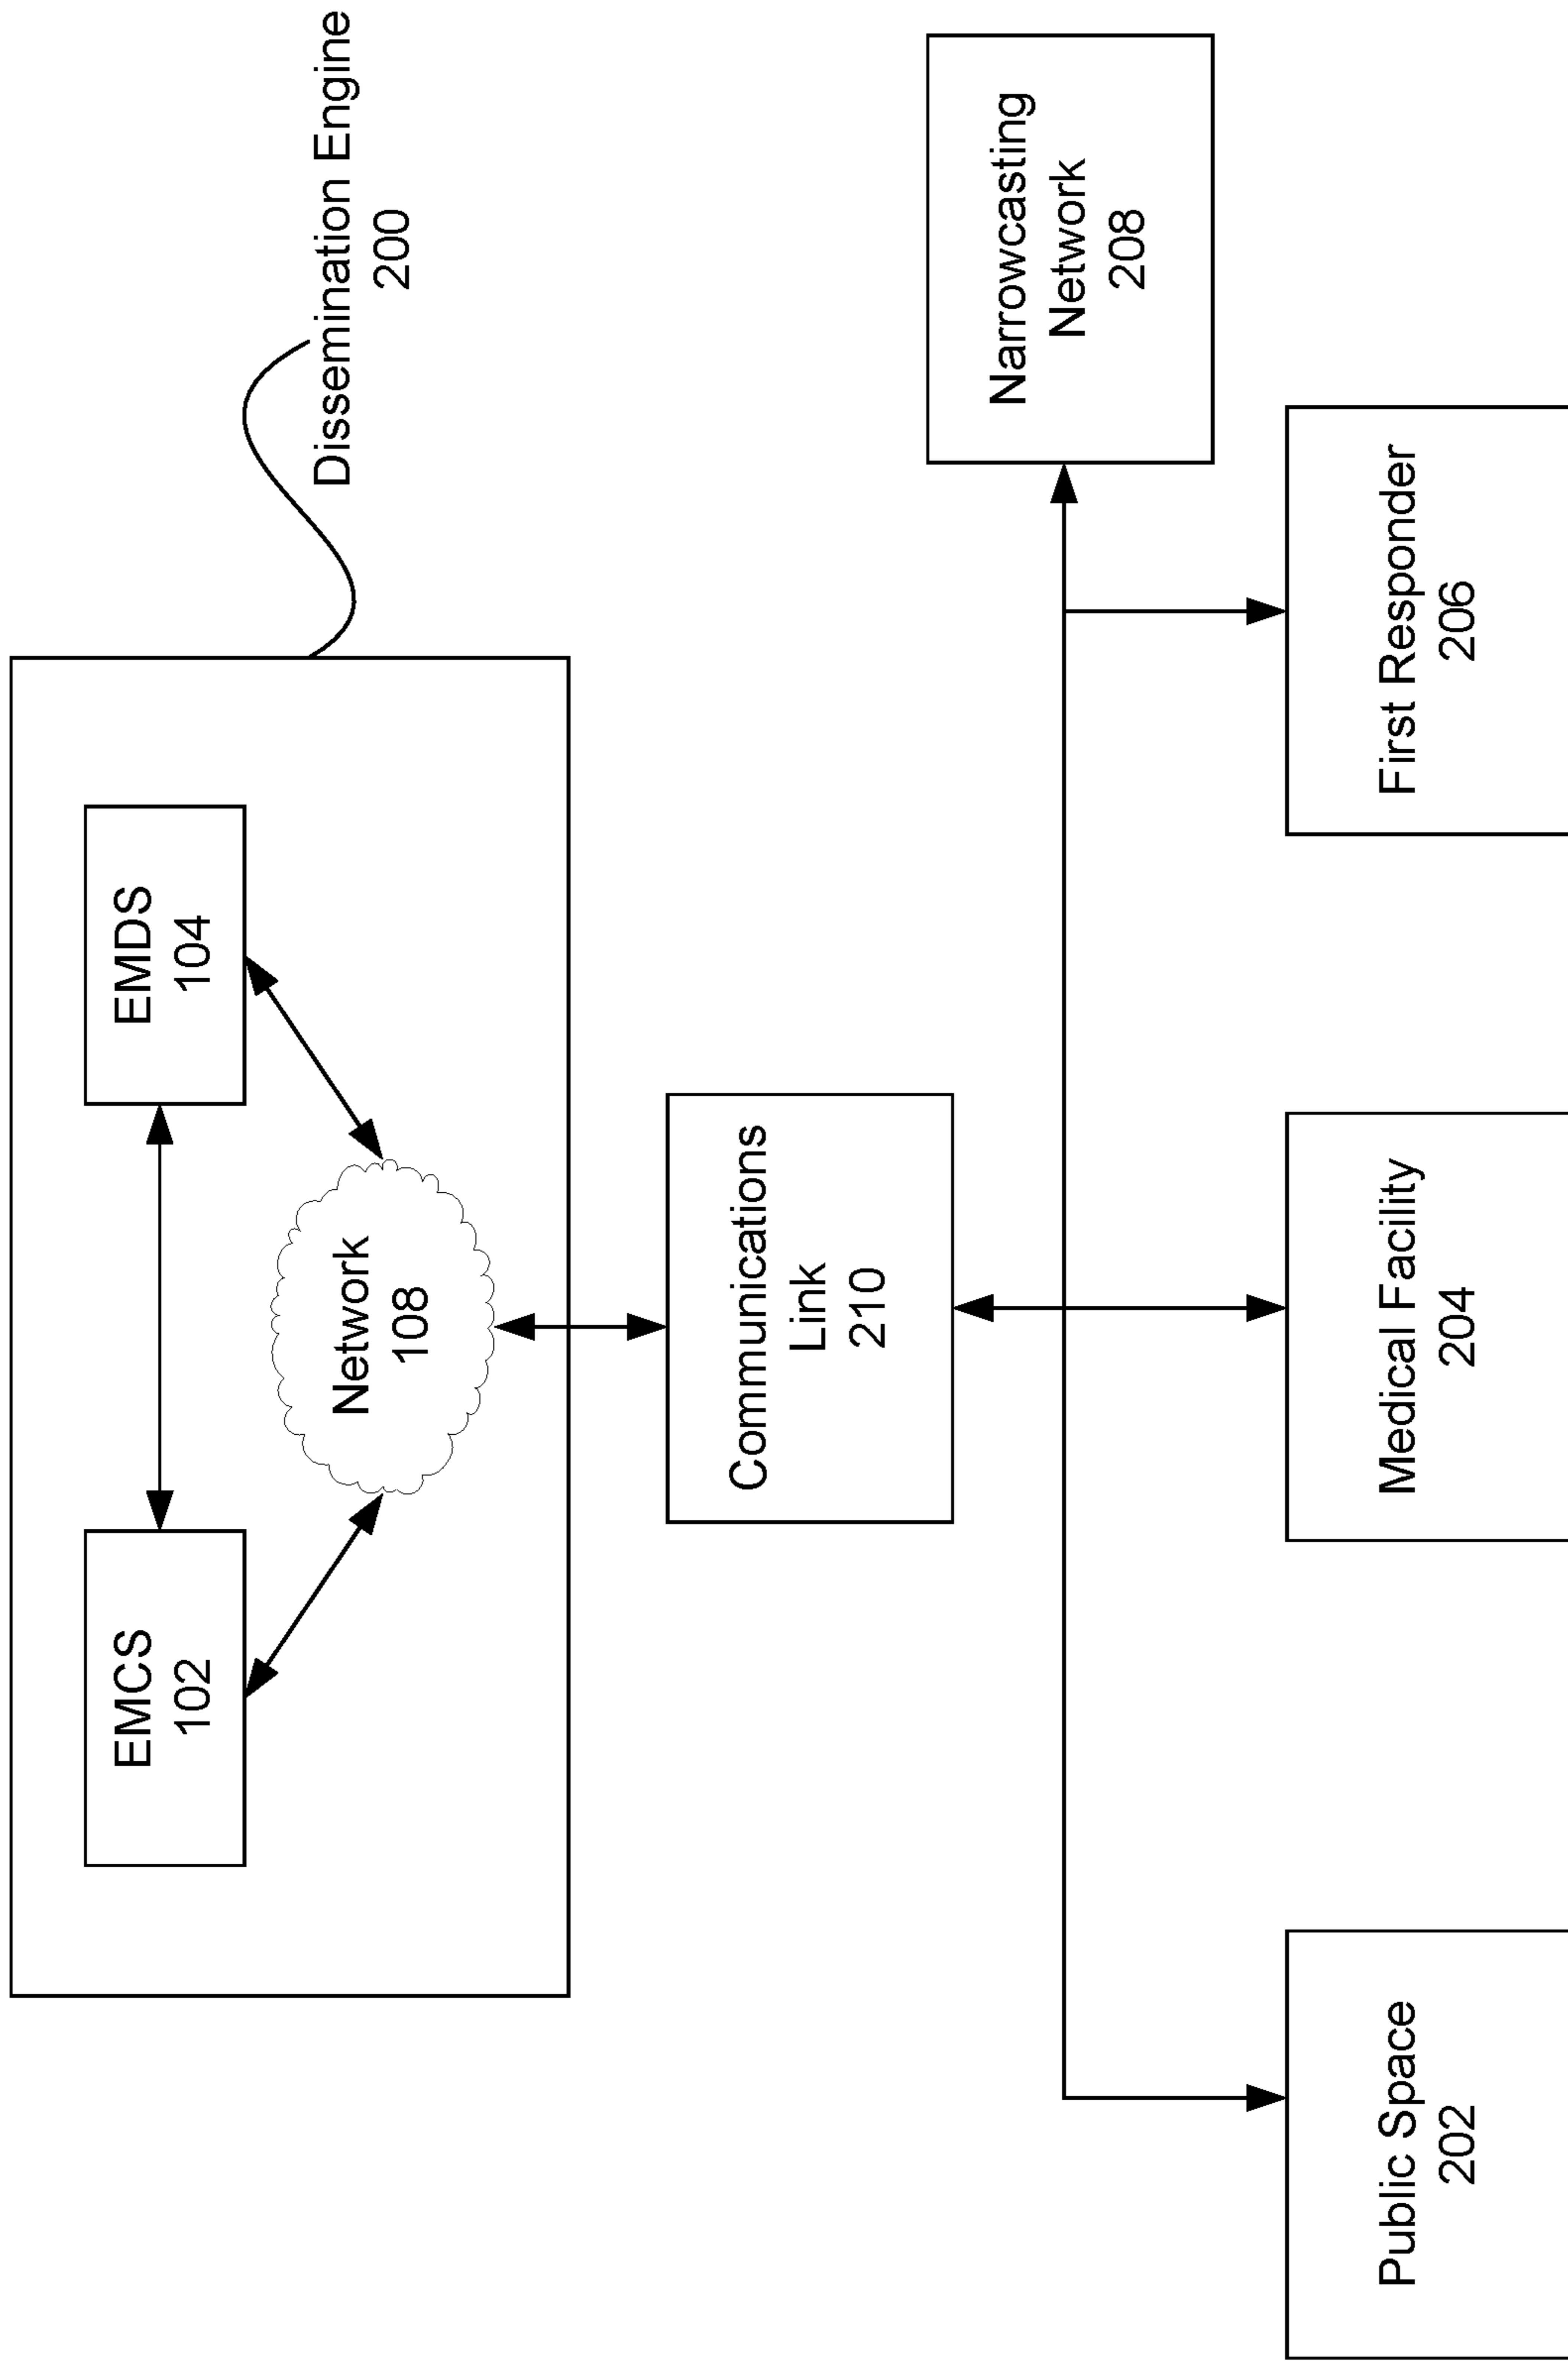 Dissemination Engine
200
EMCS
102
EMDS
104
Network
108
Communications
Link
210
Narrowcasting
Network
208
Public Space
202
Medical Facility
204
First Responder
206